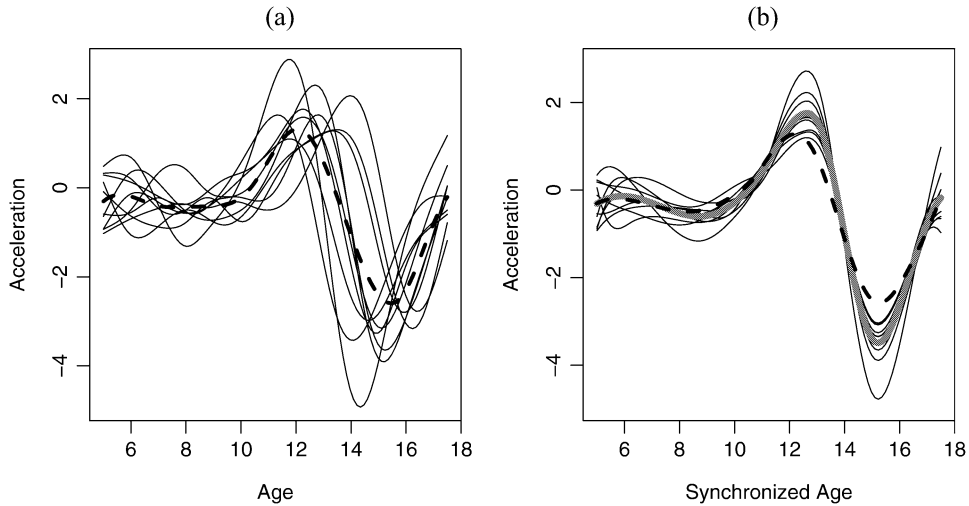 (a)
(b)
Acceleration
2
0
−2
−4
6 8 10 12 14 16 18
Age
Acceleration
2
0
−2
−4
6 8 10 12 14 16 18
Synchronized Age